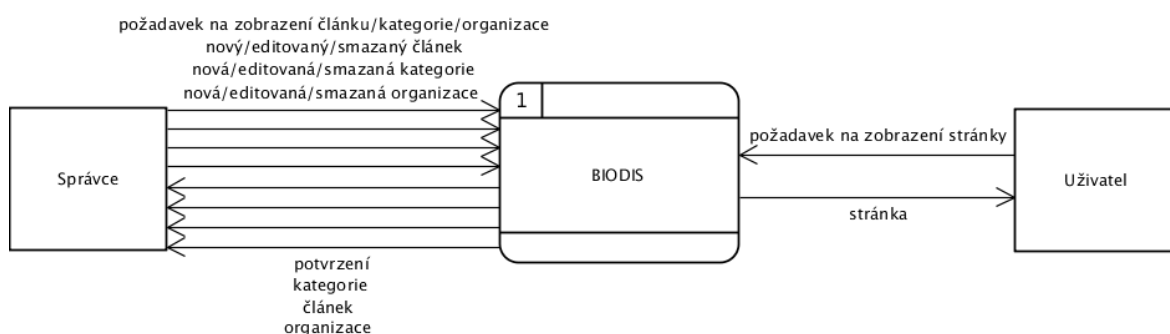 požadavek na zobrazení článku/kategorie/organizace
nový/editovaný/smazaný článek
nová/editovaná/smazaná kategorie
nová/editovaná/smazaná organizace
1
Správce
BIODIS
požadavek na zobrazení stránky
Uživatel
stránka
potvrzení
kategorie
článek
organizace